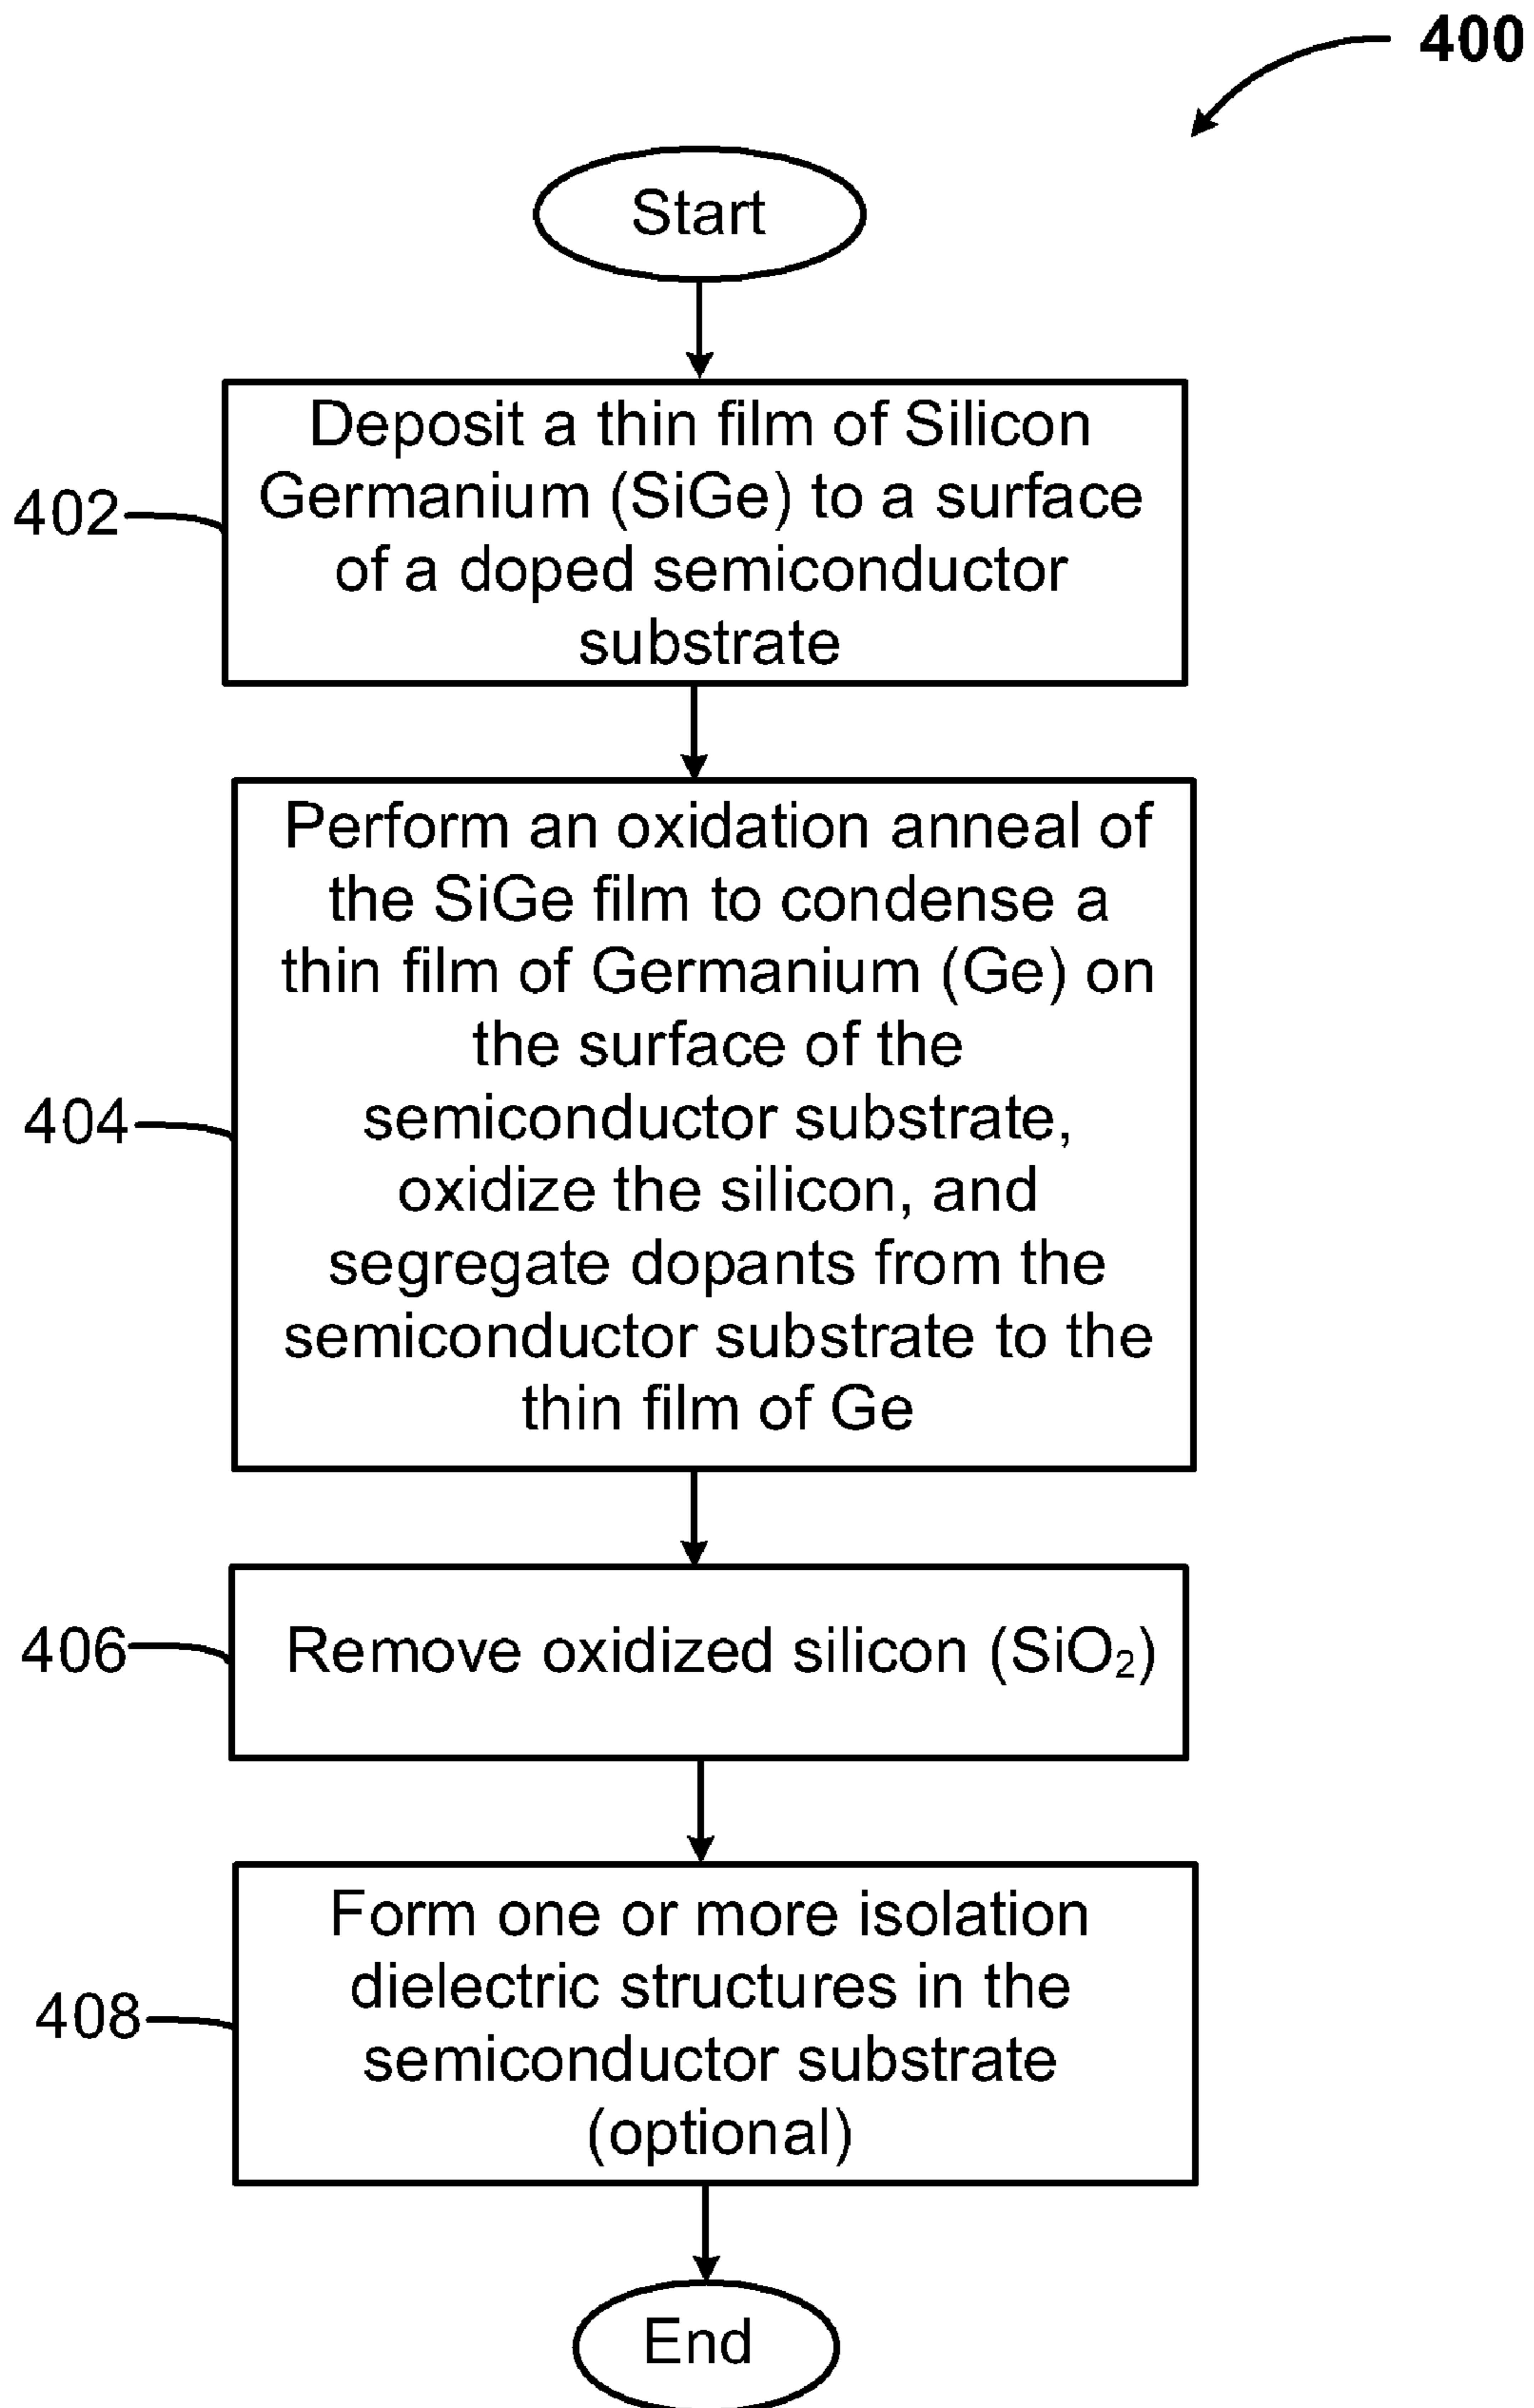 400
Start
402
Deposit a thin film of Silicon
Germanium (SiGe) to a surface
of a doped semiconductor
substrate
404
Perform an oxidation anneal of
the SiGe film to condense a
thin film of Germanium (Ge) on
the surface of the
semiconductor substrate,
oxidize the silicon, and
segregate dopants from the
semiconductor substrate to the
thin film of Ge
406
Remove oxidized silicon (SiO₂)
408
Form one or more isolation
dielectric structures in the
semiconductor substrate
(optional)
End